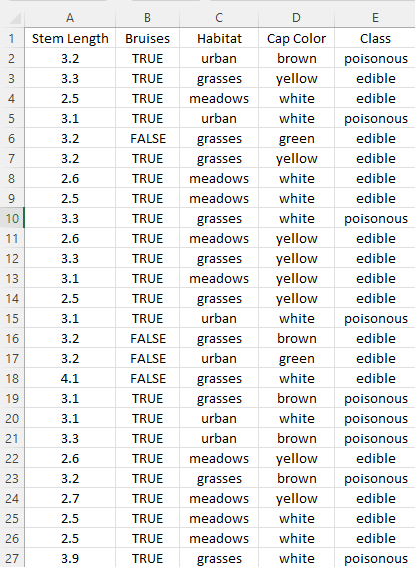 A B C D E
1 Stem Length Bruises Habitat Cap Color Class
2 3.2 TRUE urban brown poisonous
3 3.3 TRUE grasses yellow edible
4 2.5 TRUE meadows white edible
5 3.1 TRUE urban white poisonous
6 3.2 FALSE grasses green edible
7 3.2 TRUE grasses yellow edible
8 2.6 TRUE meadows white edible
9 2.5 TRUE meadows white edible
10 3.3 TRUE grasses white poisonous
11 2.6 TRUE meadows yellow edible
12 3.3 TRUE grasses yellow edible
13 3.1 TRUE meadows yellow edible
14 2.5 TRUE grasses yellow edible
15 3.1 TRUE urban white poisonous
16 3.2 FALSE grasses brown edible
17 3.2 FALSE urban green edible
18 4.1 FALSE grasses white edible
19 3.1 TRUE grasses brown poisonous
20 3.1 TRUE urban white poisonous
21 3.3 TRUE urban brown poisonous
22 2.6 TRUE meadows yellow edible
23 3.2 TRUE grasses brown poisonous
24 2.7 TRUE meadows yellow edible
25 2.5 TRUE meadows white edible
26 2.5 TRUE meadows white edible
27 3.9 TRUE grasses white poisonous